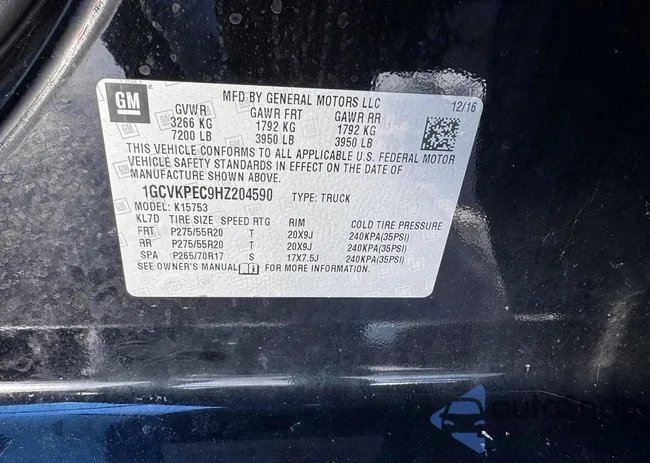 GM
MFD BY GENERAL MOTORS LLC
12/16
GVWR GAWR FRT GAWR RR
3266 KG 1792 KG 1792 KG
7200 LB 3950 LB 3950 LB
THIS VEHICLE CONFORMS TO ALL APPLICABLE U.S. FEDERAL MOTOR
VEHICLE SAFETY STANDARDS IN EFFECT ON THE DATE OF
MANUFACTURE SHOWN ABOVE.
1GCVKPEC9HZ204590 TYPE: TRUCK
MODEL: K15753
KL7D TIRE SIZE SPEED RTG RIM COLD TIRE PRESSURE
FRT P275/55R20 T 20X9J 240KPA(35PSI)
RR P275/55R20 T 20X9J 240KPA(35PSI)
SPA P265/70R17 S 17X7.5J 240KPA(35PSI)
SEE OWNER'S MANUAL FOR MORE INFORMATION.